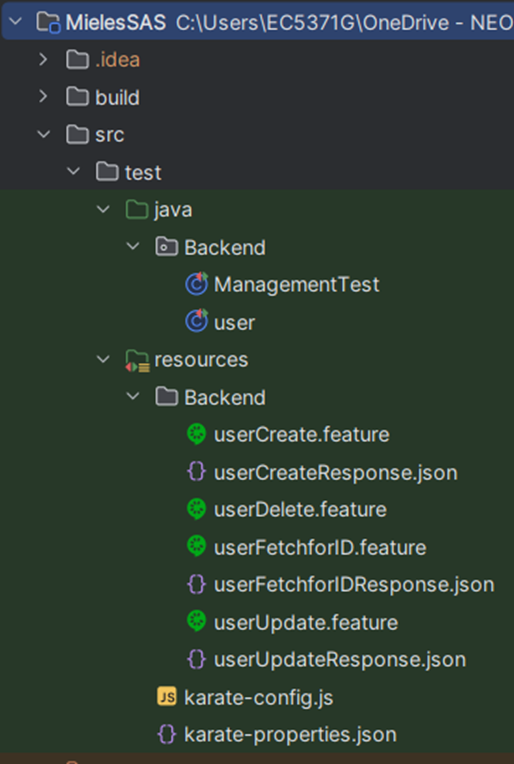 MielesSAS C:\Users\EC5371G\OneDrive - NEO
.idea
build
src
test
java
Backend
ManagementTest
user
resources
Backend
userCreate.feature
userCreateResponse.json
userDelete.feature
userFetchforID.feature
userFetchforIDResponse.json
userUpdate.feature
userUpdateResponse.json
JS karate-config.js
karate-properties.json